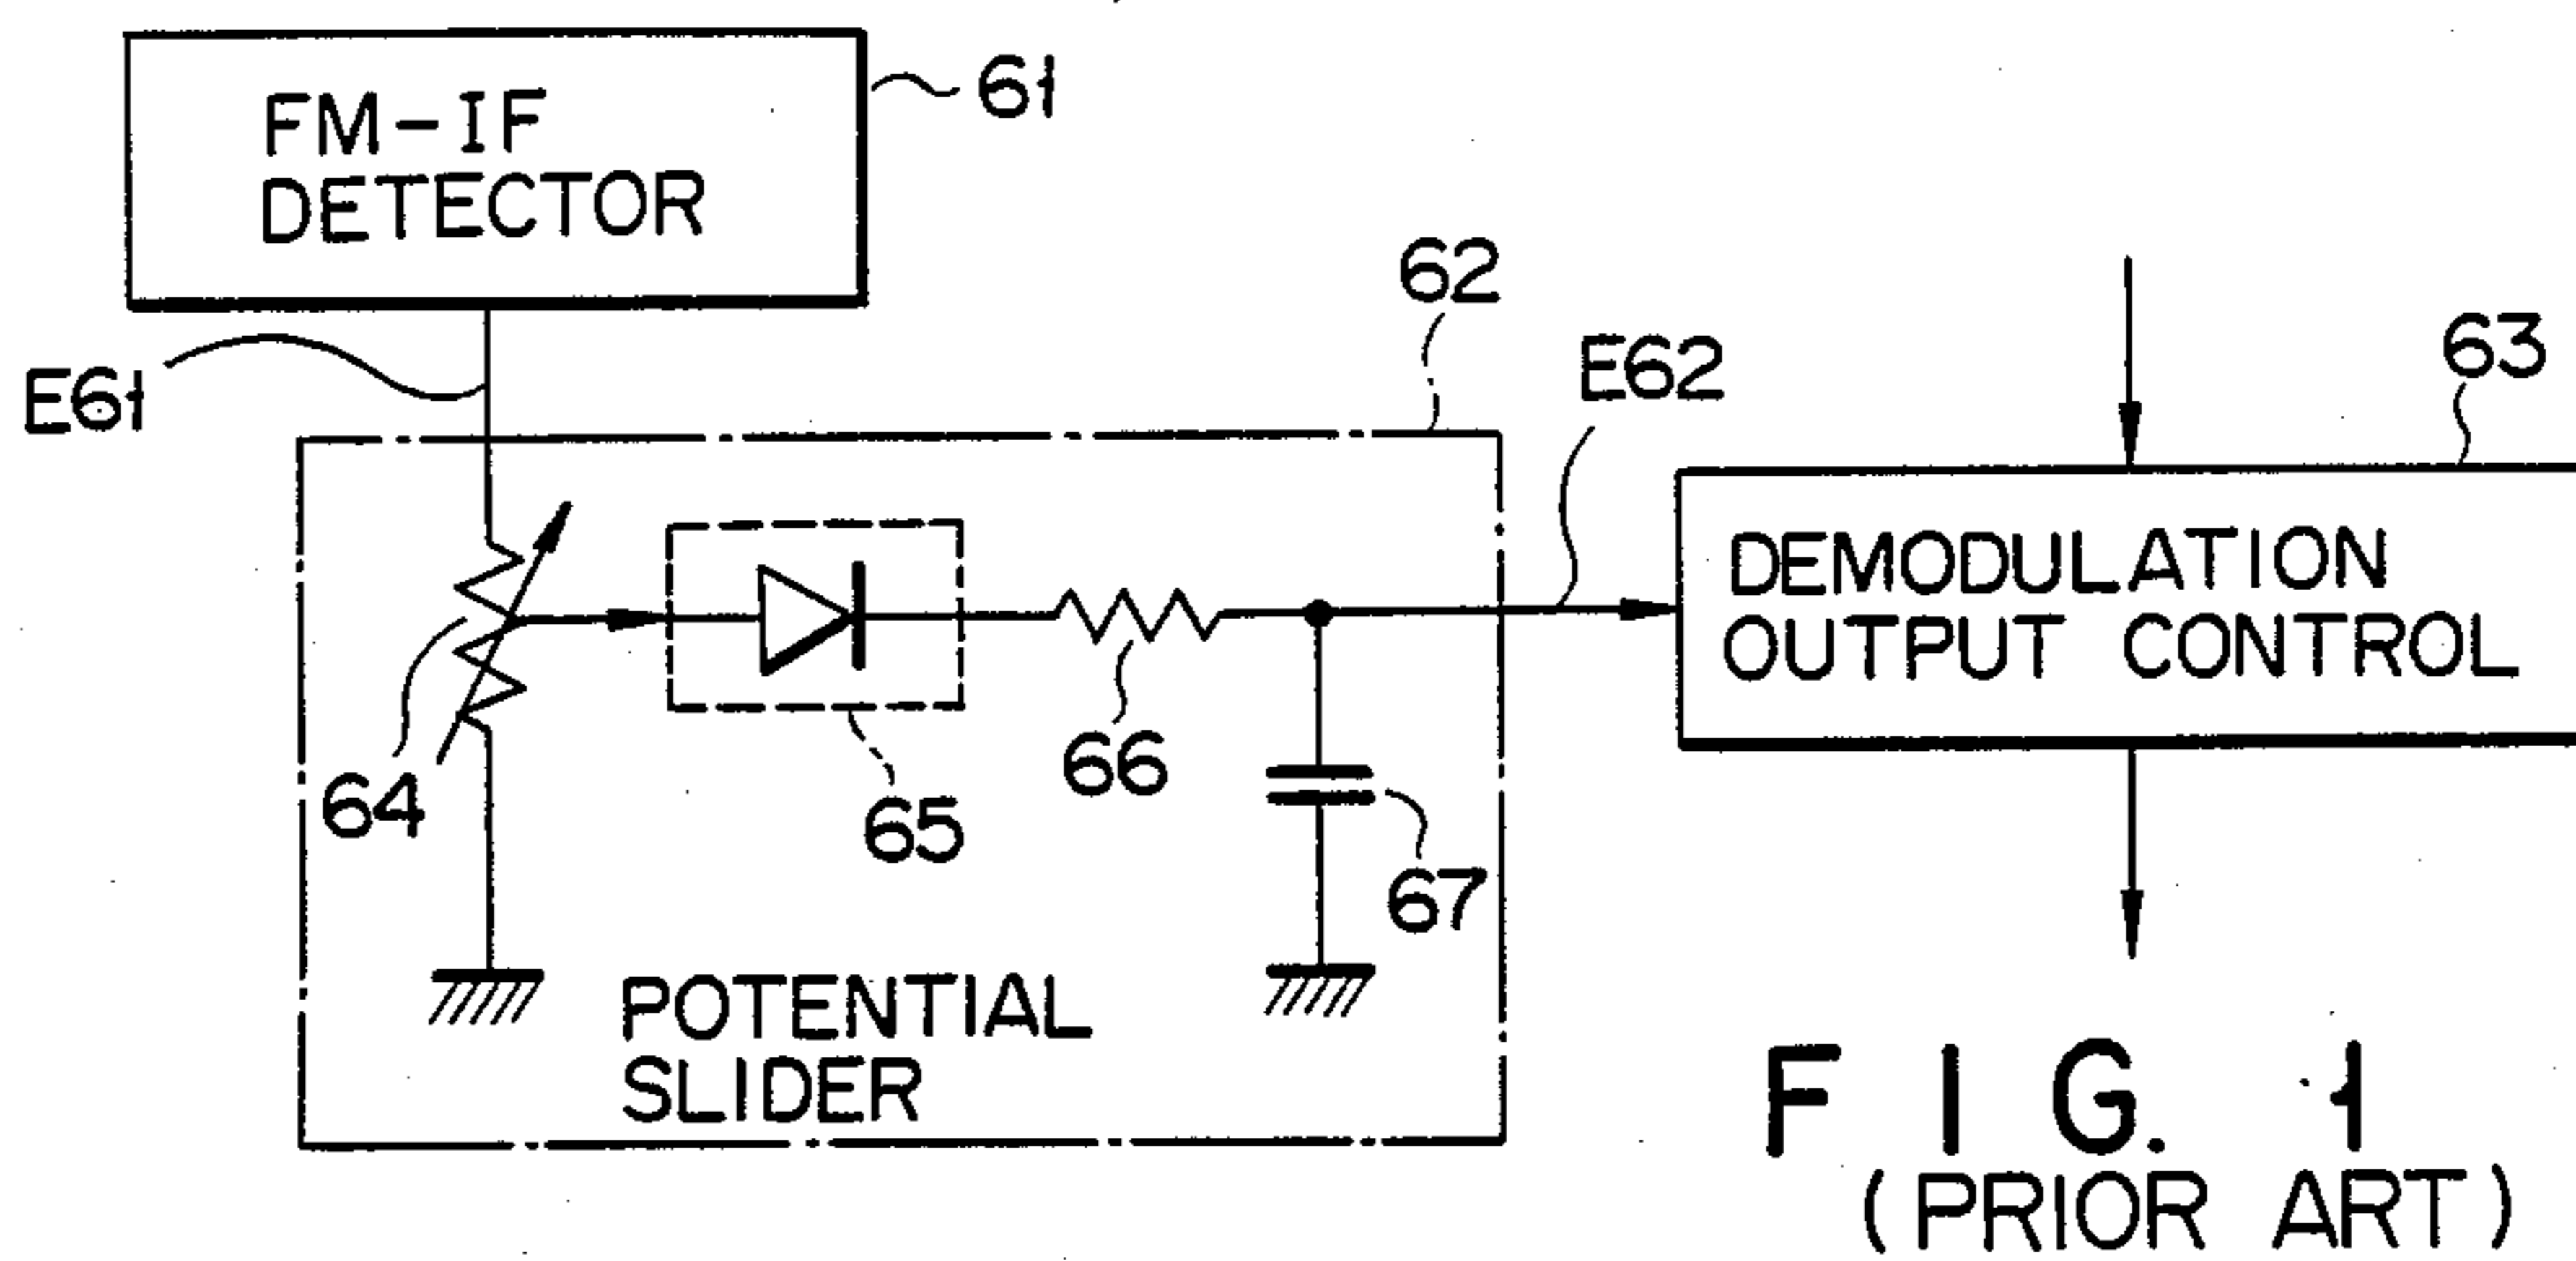 FM-IF
DETECTOR
61
E61
62
E62
63
DEMODULATION
OUTPUT CONTROL
64
65
66
67
POTENTIAL
SLIDER
FIG. 1
(PRIOR ART)